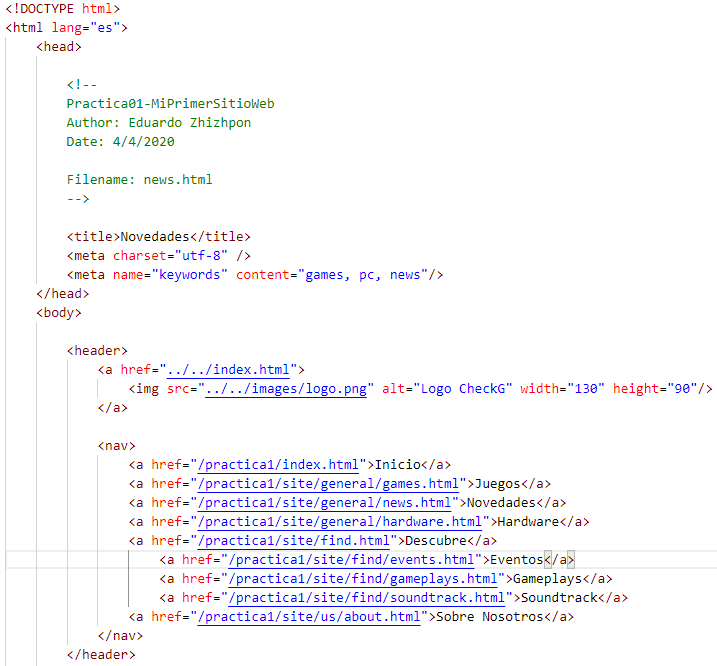 <!DOCTYPE html>
<html lang="es">
<head>
<!--
Practica01-MiPrimerSitioWeb
Author: Eduardo Zhizhpon
Date: 4/4/2020
Filename: news.html
-->
<title>Novedades</title>
<meta charset="utf-8" />
<meta name="keywords" content="games, pc, news"/>
</head>
<body>
<header>
<a href="../../index.html">
<img src="../../images/logo.png" alt="Logo CheckG" width="130" height="90"/>
</a>
<nav>
<a href="/practica1/index.html">Inicio</a>
<a href="/practica1/site/general/games.html">Juegos</a>
<a href="/practica1/site/general/news.html">Novedades</a>
<a href="/practica1/site/general/hardware.html">Hardware</a>
<a href="/practica1/site/find.html">Descubre</a>
<a href="/practica1/site/find/events.html">Eventos</a>
<a href="/practica1/site/find/gameplays.html">Gameplays</a>
<a href="/practica1/site/find/soundtrack.html">Soundtrack</a>
<a href="/practica1/site/us/about.html">Sobre Nosotros</a>
</nav>
</header>